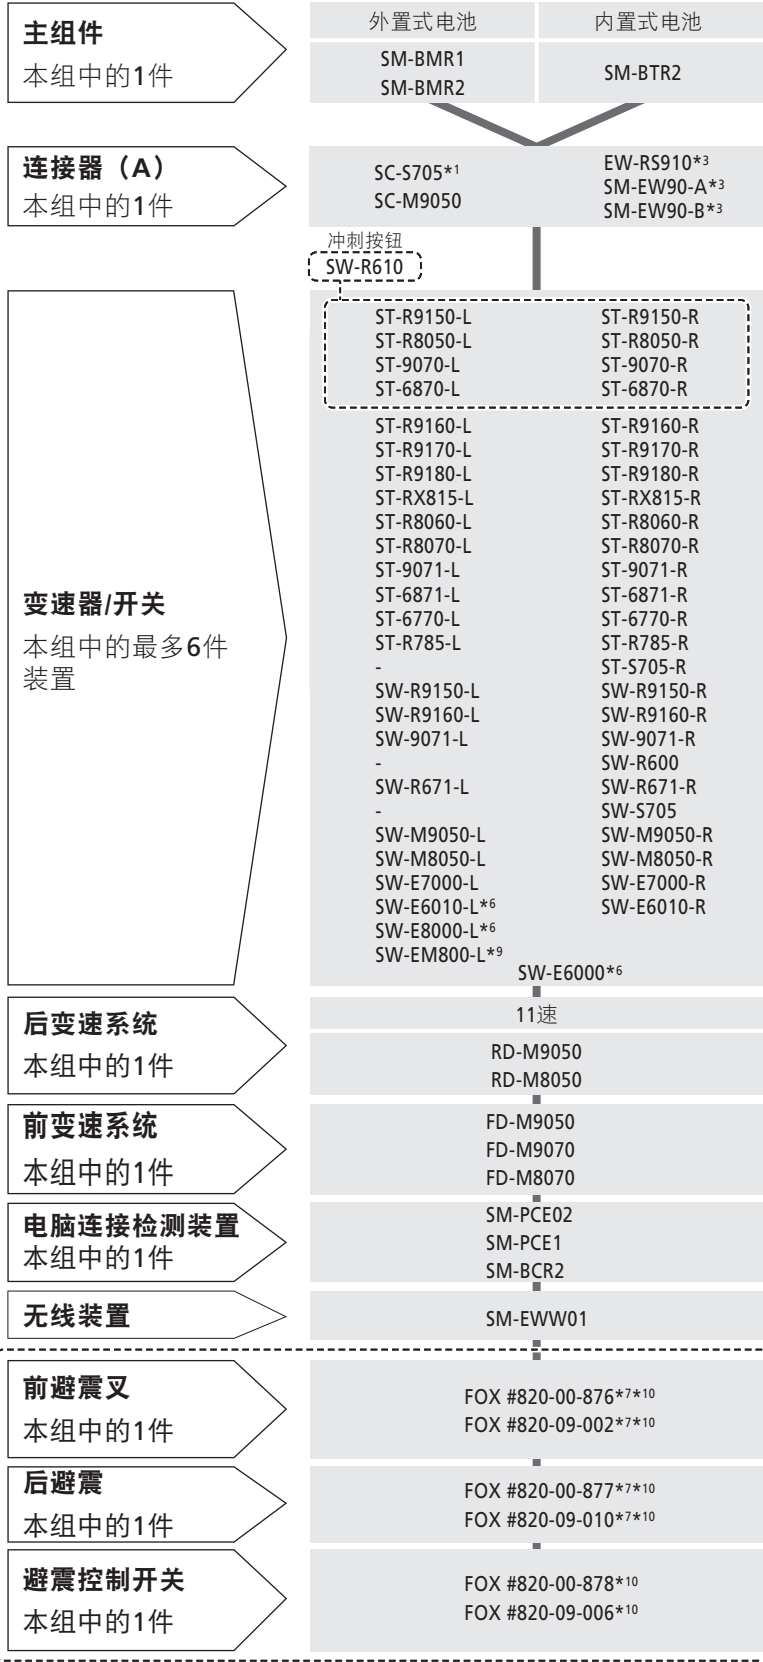 主组件
本组中的1件
外置式电池
内置式电池
SM-BMR1
SM-BMR2
SM-BTR2
连接器（A）
本组中的1件
SC-S705*1
SC-M9050
EW-RS910*3
SM-EW90-A*3
SM-EW90-B*3
冲刺按钮
SW-R610
变速器/开关
本组中的最多6件
装置
ST-R9150-L ST-R9150-R
ST-R8050-L ST-R8050-R
ST-9070-L ST-9070-R
ST-6870-L ST-6870-R
ST-R9160-L ST-R9160-R
ST-R9170-L ST-R9170-R
ST-R9180-L ST-R9180-R
ST-RX815-L ST-RX815-R
ST-R8060-L ST-R8060-R
ST-R8070-L ST-R8070-R
ST-9071-L ST-9071-R
ST-6871-L ST-6871-R
ST-6770-L ST-6770-R
ST-R785-L ST-R785-R
- ST-S705-R
SW-R9150-L SW-R9150-R
SW-R9160-L SW-R9160-R
SW-9071-L SW-9071-R
- SW-R600
SW-R671-L SW-R671-R
- SW-S705
SW-M9050-L SW-M9050-R
SW-M8050-L SW-M8050-R
SW-E7000-L SW-E7000-R
SW-E6010-L*6 SW-E6010-R
SW-E8000-L*6
SW-EM800-L*9
SW-E6000*6
后变速系统
本组中的1件
11速
RD-M9050
RD-M8050
前变速系统
本组中的1件
FD-M9050
FD-M9070
FD-M8070
电脑连接检测装置
本组中的1件
SM-PCE02
SM-PCE1
SM-BCR2
无线装置
SM-EWW01
前避震叉
本组中的1件
FOX #820-00-876*7*10
FOX #820-09-002*7*10
后避震
本组中的1件
FOX #820-00-877*7*10
FOX #820-09-010*7*10
避震控制开关
本组中的1件
FOX #820-00-878*10
FOX #820-09-006*10